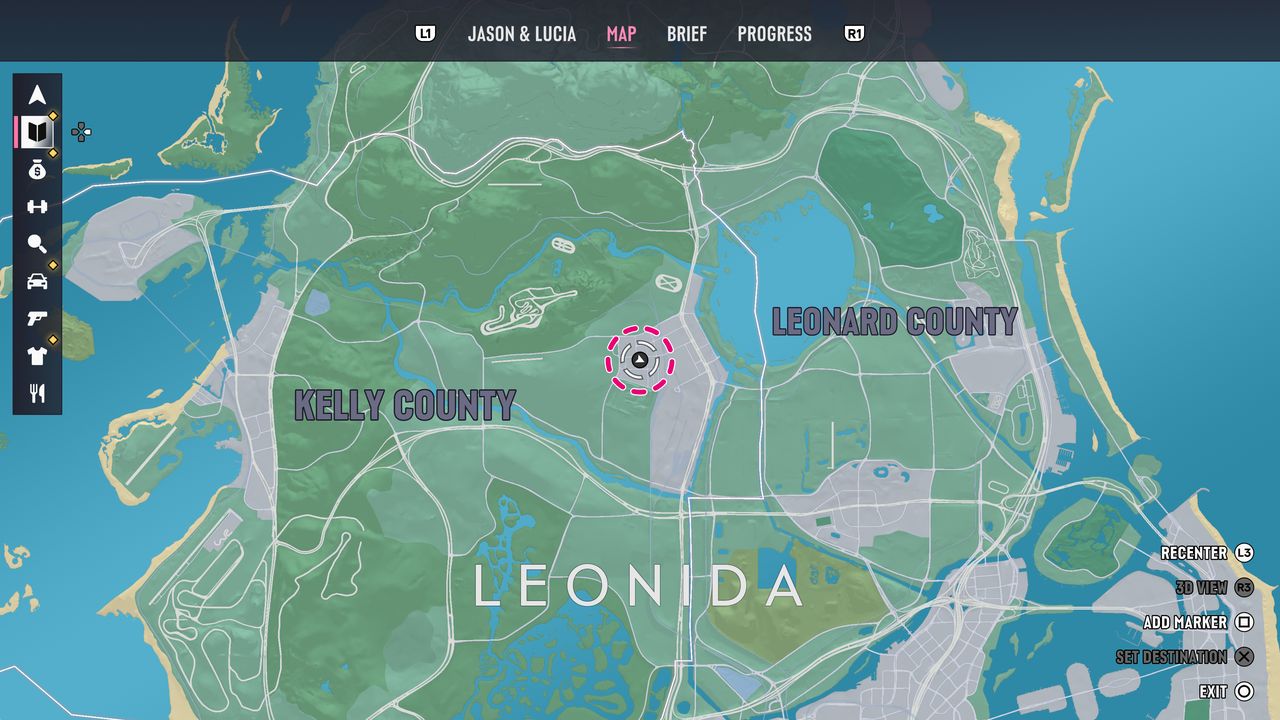 L1 JASON & LUCIA MAP BRIEF PROGRESS R1
LEONARD COUNTY
KELLY COUNTY
LEONIDA
RECENTER L3
3D VIEW R3
ADD MARKER
SET DESTINATION
EXIT